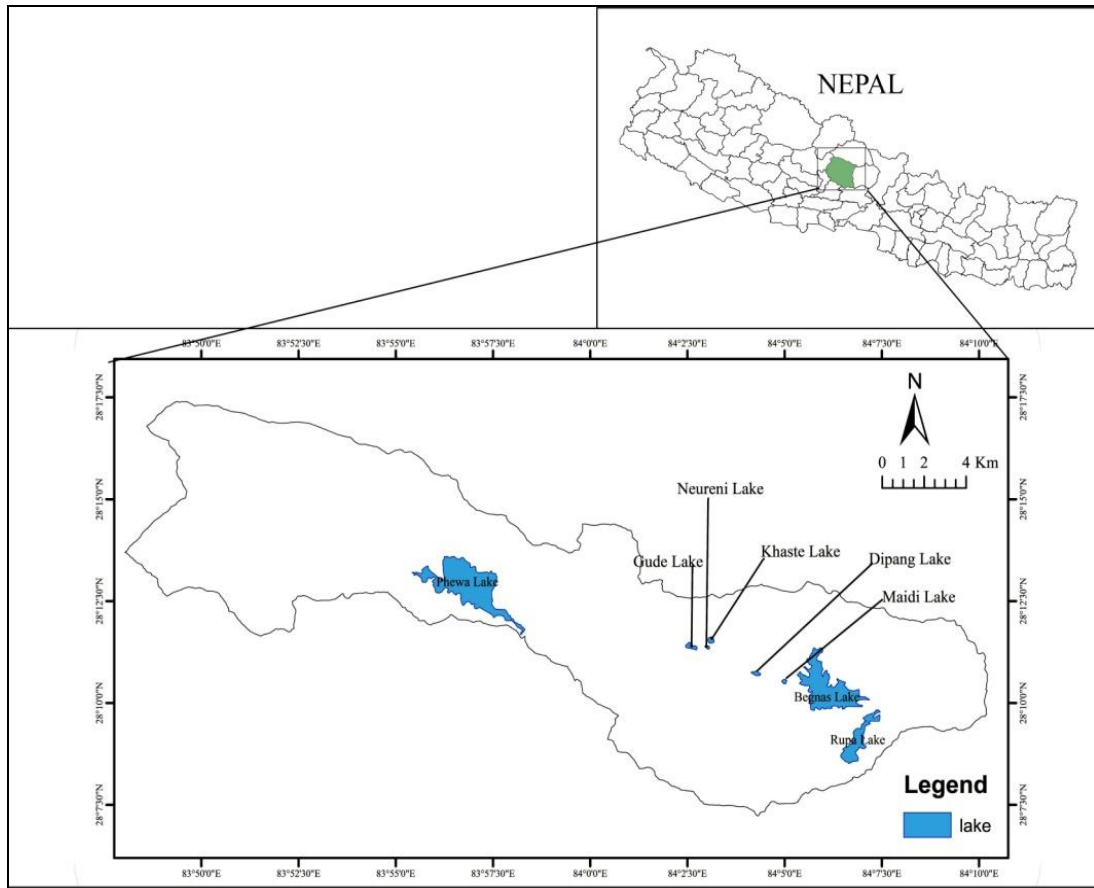 NEPAL
83°50'0"E 83°52'30"E 83°55'0"E 83°57'30"E 84°0'0"E 84°2'30"E 84°5'0"E 84°7'30"E 84°10'0"E
28°17'30"N
28°17'30"N
N
0 1 2 4 Km
Neureni Lake
28°15'0"N
28°15'0"N
Gude Lake
Khaste Lake
Dipang Lake
Phewa Lake
Maidi Lake
28°12'30"N
28°12'30"N
Begnas Lake
28°10'0"N
28°10'0"N
Rupa Lake
Legend
lake
28°7'30"N
28°7'30"N
83°50'0"E 83°52'30"E 83°55'0"E 83°57'30"E 84°0'0"E 84°2'30"E 84°5'0"E 84°7'30"E 84°10'0"E